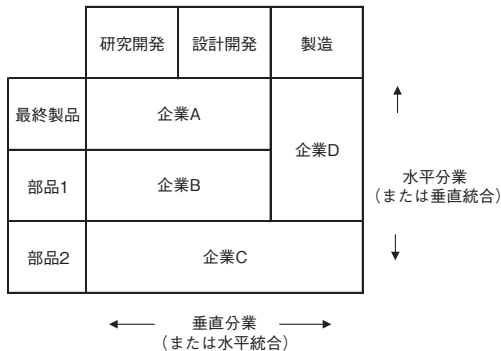 研究開発 設計開発 製造
最終製品 企業A
企業D
部品1 企業B
部品2 企業C
水平分業
(または垂直統合)
垂直分業
(または水平統合)